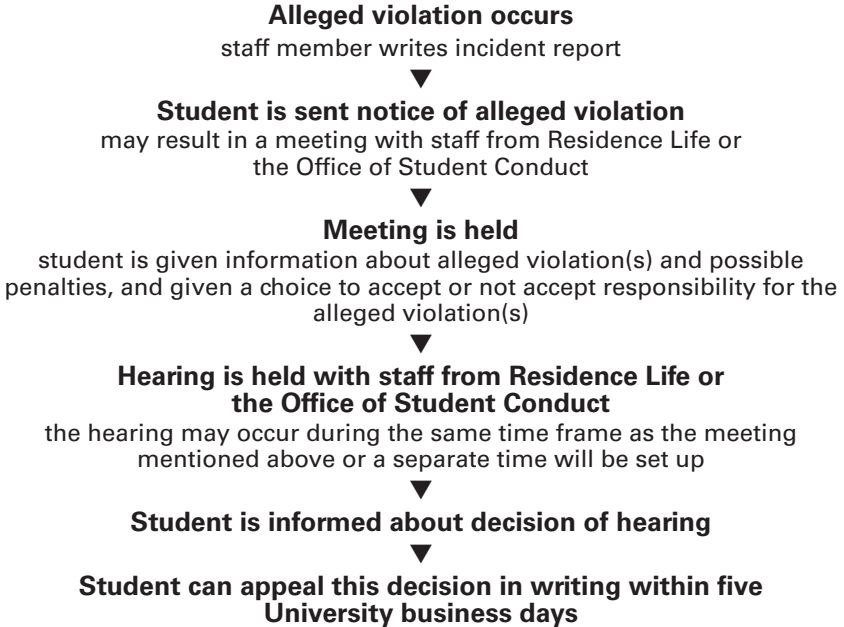 Alleged violation occurs
staff member writes incident report
▼
Student is sent notice of alleged violation
may result in a meeting with staff from Residence Life or
the Office of Student Conduct
▼
Meeting is held
student is given information about alleged violation(s) and possible
penalties, and given a choice to accept or not accept responsibility for the
alleged violation(s)
▼
Hearing is held with staff from Residence Life or
the Office of Student Conduct
the hearing may occur during the same time frame as the meeting
mentioned above or a separate time will be set up
▼
Student is informed about decision of hearing
▼
Student can appeal this decision in writing within five
University business days